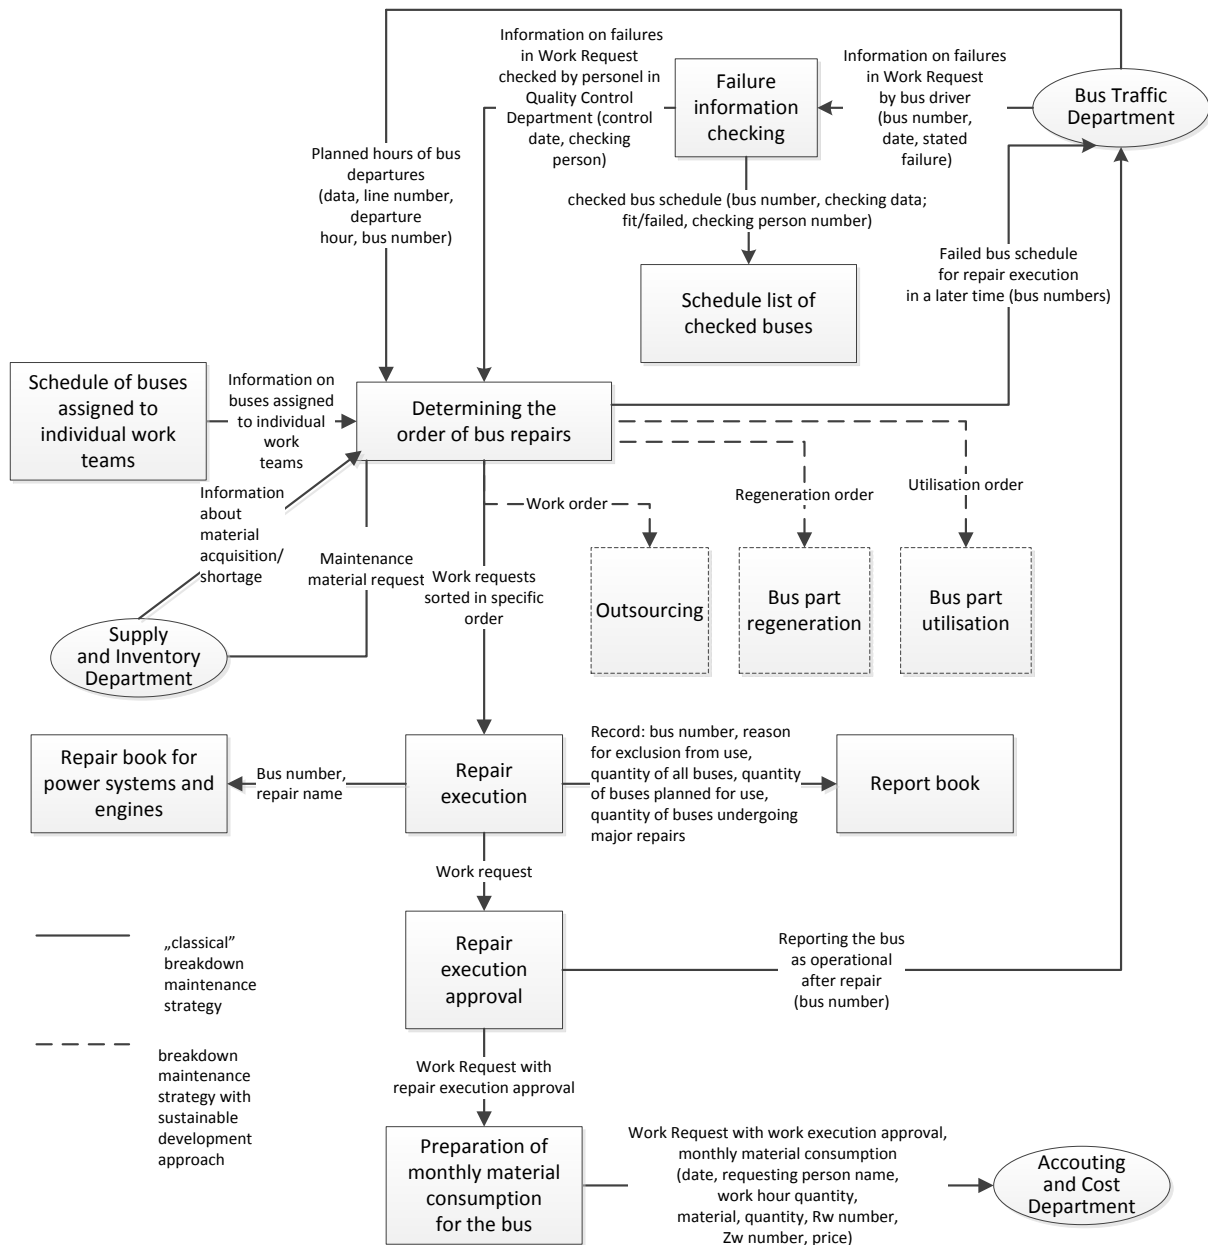 Information on failures
in Work Request
checked by personel in
Quality Control
Department (control
date, checking
person)
Failure
information
checking
Information on failures
in Work Request
by bus driver
(bus number,
date, stated
failure)
Bus Traffic
Department
Planned hours of bus
departures
(data, line number,
departure
hour, bus number)
checked bus schedule (bus number, checking data;
fit/failed, checking person number)
Failed bus schedule
for repair execution
in a later time (bus numbers)
Schedule list of
checked buses
Schedule of buses
assigned to
individual work
teams
Information on
buses assigned
to individual
work
teams
Determining the
order of bus repairs
Information
about
material
acquisition/
shortage
Maintenance
material request
Work requests
sorted in specific
order
Work order
Regeneration order
Utilisation order
Outsourcing
Bus part
regeneration
Bus part
utilisation
Supply
and Inventory
Department
Repair book for
power systems and
engines
Bus number,
repair name
Repair
execution
Record: bus number, reason
for exclusion from use,
quantity of all buses, quantity
of buses planned for use,
quantity of buses undergoing
major repairs
Report book
Work request
„classical”
breakdown
maintenance
strategy
Repair
execution
approval
Reporting the bus
as operational
after repair
(bus number)
breakdown
maintenance
strategy with
sustainable
development
approach
Work Request with
repair execution approval
Preparation of
monthly material
consumption
for the bus
Work Request with work execution approval,
monthly material consumption
(date, requesting person name,
work hour quantity,
material, quantity, Rw number,
Zw number, price)
Accouting
and Cost
Department